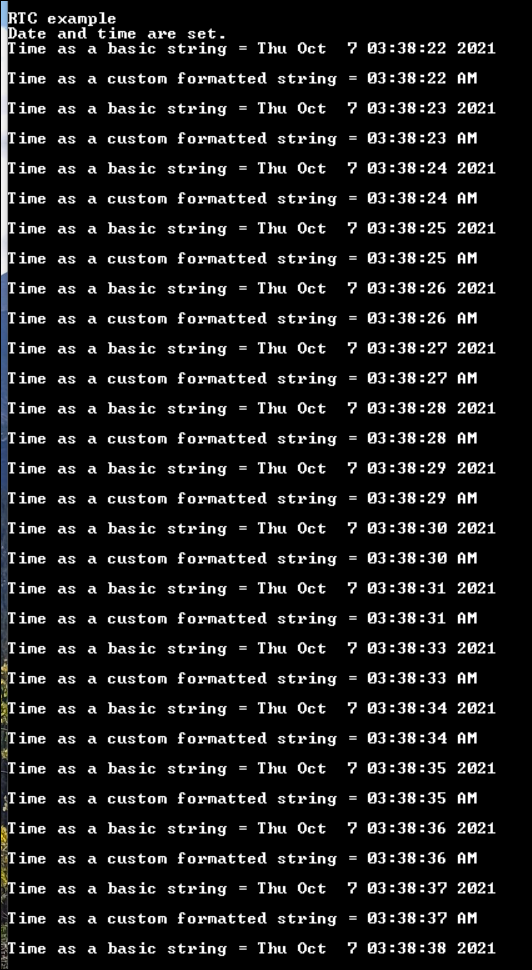 RTC example
Date and time are set.
Time as a basic string = Thu Oct  7 03:38:22 2021
Time as a custom formatted string = 03:38:22 AM
Time as a basic string = Thu Oct  7 03:38:23 2021
Time as a custom formatted string = 03:38:23 AM
Time as a basic string = Thu Oct  7 03:38:24 2021
Time as a custom formatted string = 03:38:24 AM
Time as a basic string = Thu Oct  7 03:38:25 2021
Time as a custom formatted string = 03:38:25 AM
Time as a basic string = Thu Oct  7 03:38:26 2021
Time as a custom formatted string = 03:38:26 AM
Time as a basic string = Thu Oct  7 03:38:27 2021
Time as a custom formatted string = 03:38:27 AM
Time as a basic string = Thu Oct  7 03:38:28 2021
Time as a custom formatted string = 03:38:28 AM
Time as a basic string = Thu Oct  7 03:38:29 2021
Time as a custom formatted string = 03:38:29 AM
Time as a basic string = Thu Oct  7 03:38:30 2021
Time as a custom formatted string = 03:38:30 AM
Time as a basic string = Thu Oct  7 03:38:31 2021
Time as a custom formatted string = 03:38:31 AM
Time as a basic string = Thu Oct  7 03:38:33 2021
Time as a custom formatted string = 03:38:33 AM
Time as a basic string = Thu Oct  7 03:38:34 2021
Time as a custom formatted string = 03:38:34 AM
Time as a basic string = Thu Oct  7 03:38:35 2021
Time as a custom formatted string = 03:38:35 AM
Time as a basic string = Thu Oct  7 03:38:36 2021
Time as a custom formatted string = 03:38:36 AM
Time as a basic string = Thu Oct  7 03:38:37 2021
Time as a custom formatted string = 03:38:37 AM
Time as a basic string = Thu Oct  7 03:38:38 2021